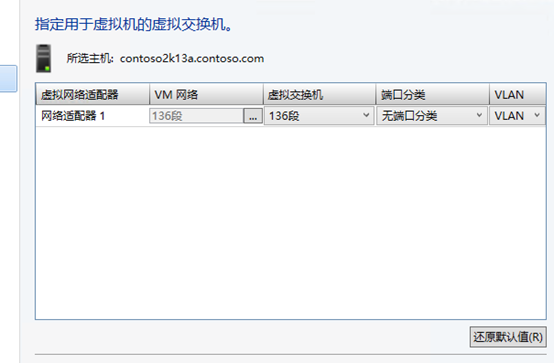 指定用于虚拟机的虚拟交换机。
所选主机: contoso2k13a.contoso.com
虚拟网络适配器 VM 网络 虚拟交换机 端口分类 VLAN
网络适配器 1 136段 ... 136段 无端口分类 VLAN
还原默认值(R)